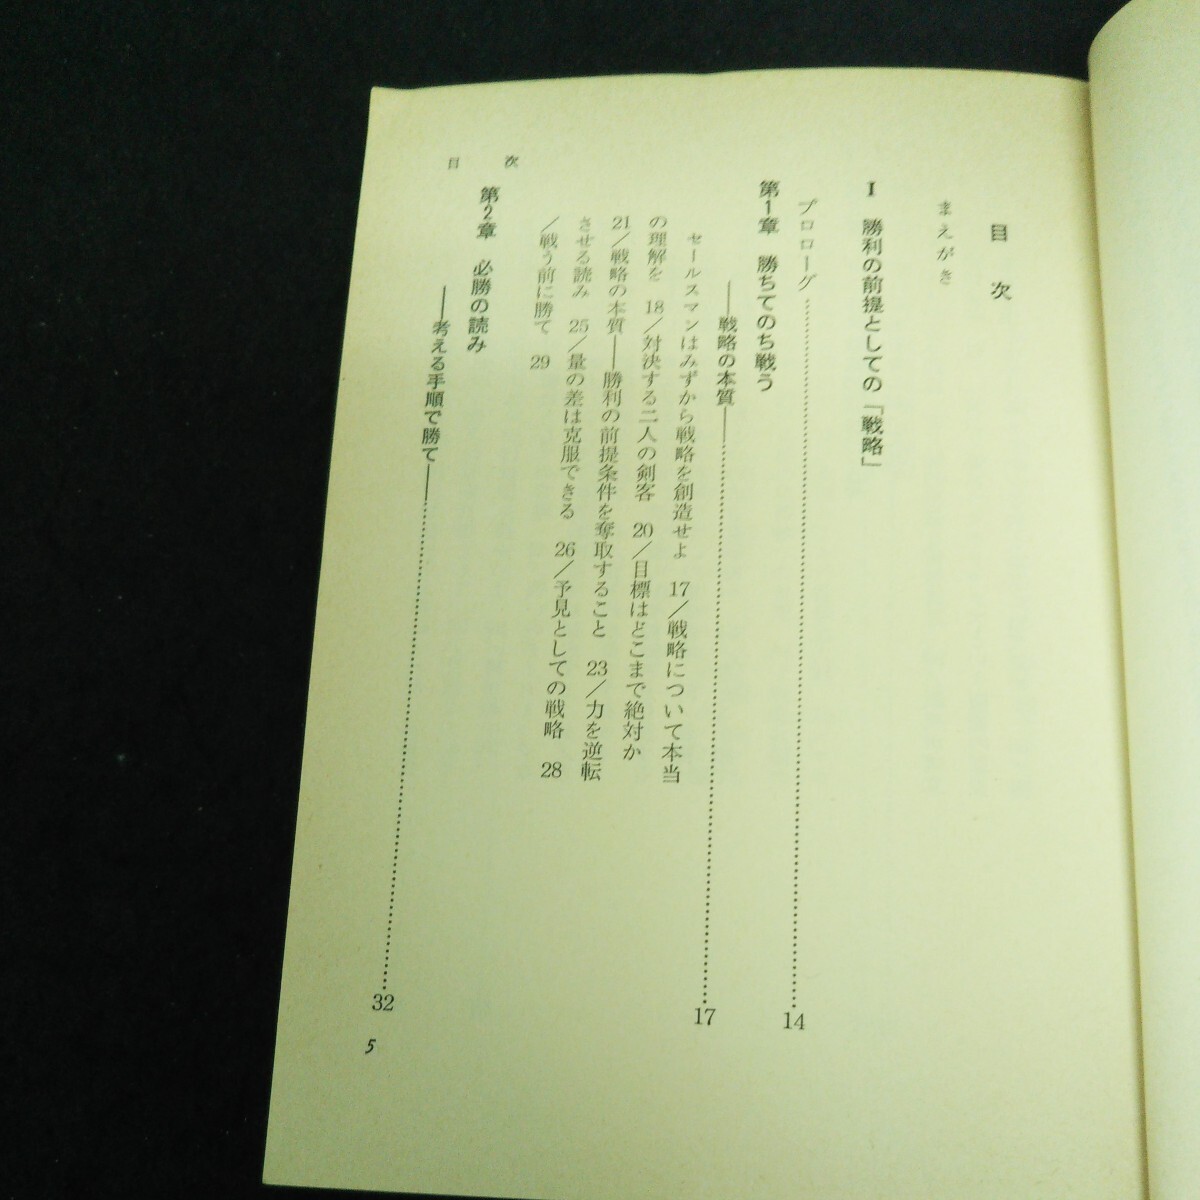 目次
まえがき
I 勝利の前提としての「戦略」
プロローグ……14
第1章 勝ちてのち戦う
――戦略の本質――……17
セールスマンはみずから戦略を創造せよ 17／戦略について本当
の理解を 18／対決する二人の剣客 20／目標はどこまで絶対か
21／戦略の本質――勝利の前提条件を奪取すること 23／力を逆転
させる読み 25／量の差は克服できる 26／予見としての戦略 28
／戦う前に勝て 29
第2章 必勝の読み
――考える手順で勝て――……32
目次
5